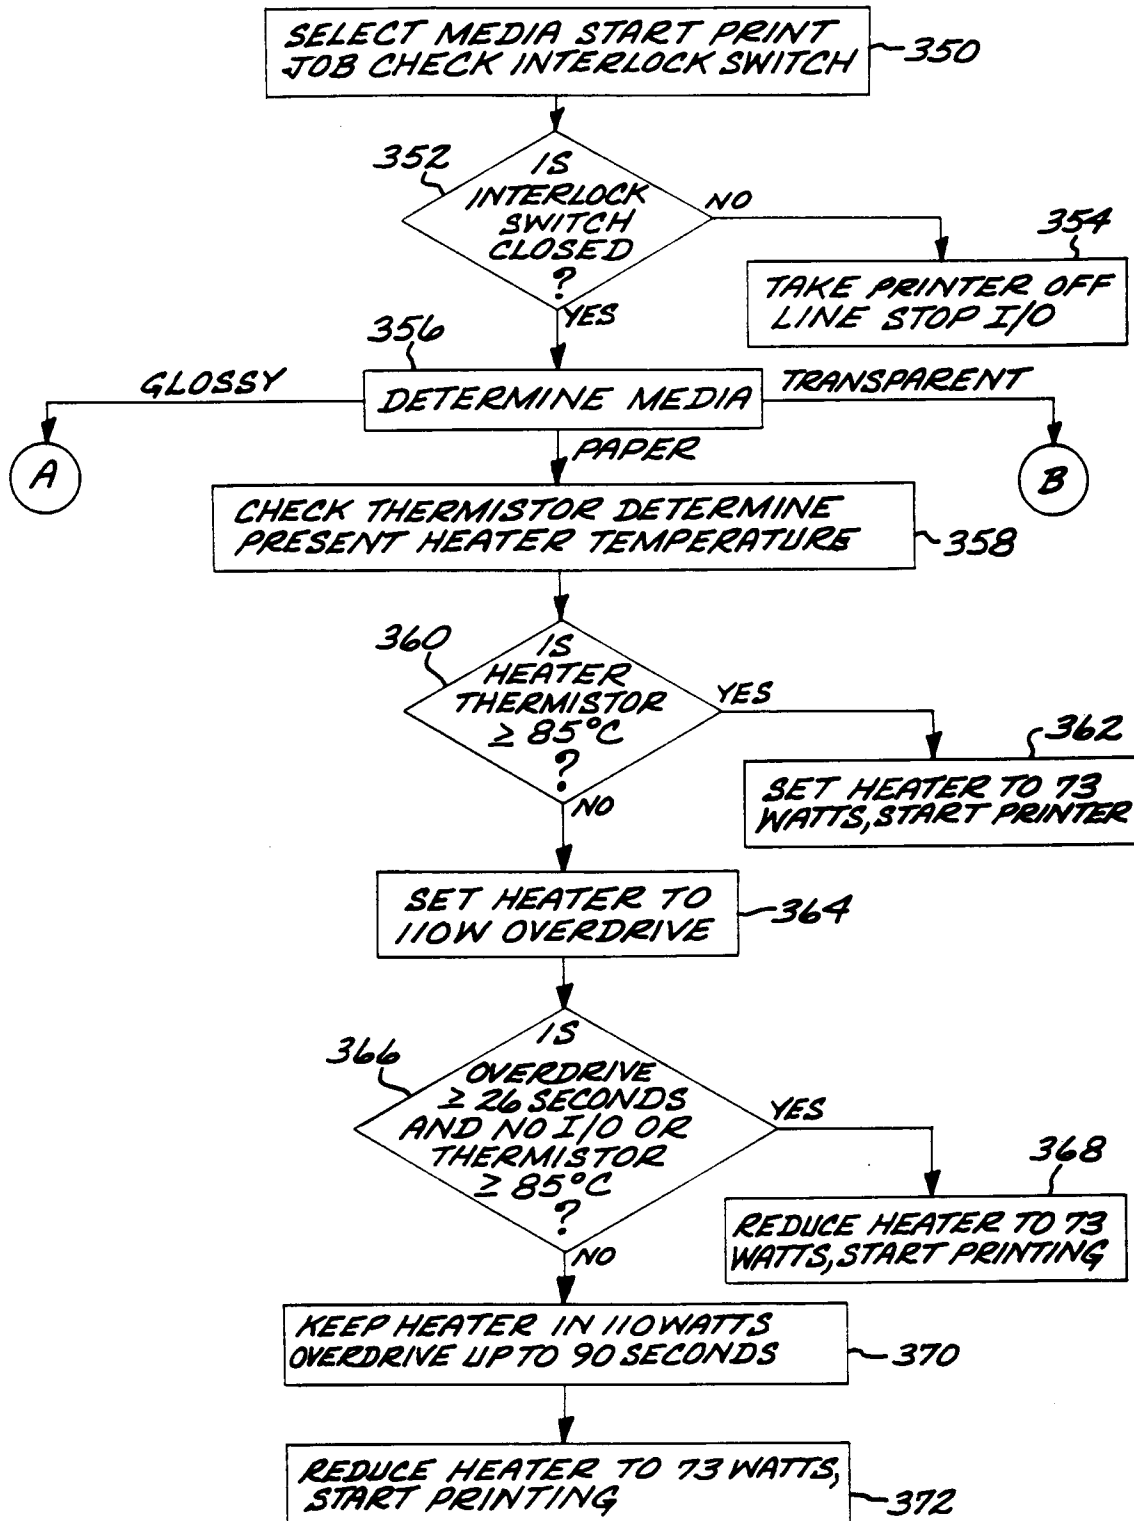 SELECT MEDIA START PRINT
JOB CHECK INTERLOCK SWITCH
350
352
IS
INTERLOCK
SWITCH
CLOSED
?
NO
YES
354
TAKE PRINTER OFF
LINE STOP I/O
356
GLOSSY
DETERMINE MEDIA
TRANSPARENT
A
PAPER
B
CHECK THERMISTOR DETERMINE
PRESENT HEATER TEMPERATURE
358
360
IS
HEATER
THERMISTOR
≥ 85°C
?
YES
NO
362
SET HEATER TO 73
WATTS, START PRINTER
SET HEATER TO
110W OVERDRIVE
364
366
IS
OVERDRIVE
≥ 26 SECONDS
AND NO I/O OR
THERMISTOR
≥ 85°C
?
YES
NO
368
REDUCE HEATER TO 73
WATTS, START PRINTING
KEEP HEATER IN 110 WATTS
OVERDRIVE UP TO 90 SECONDS
370
REDUCE HEATER TO 73 WATTS,
START PRINTING
372